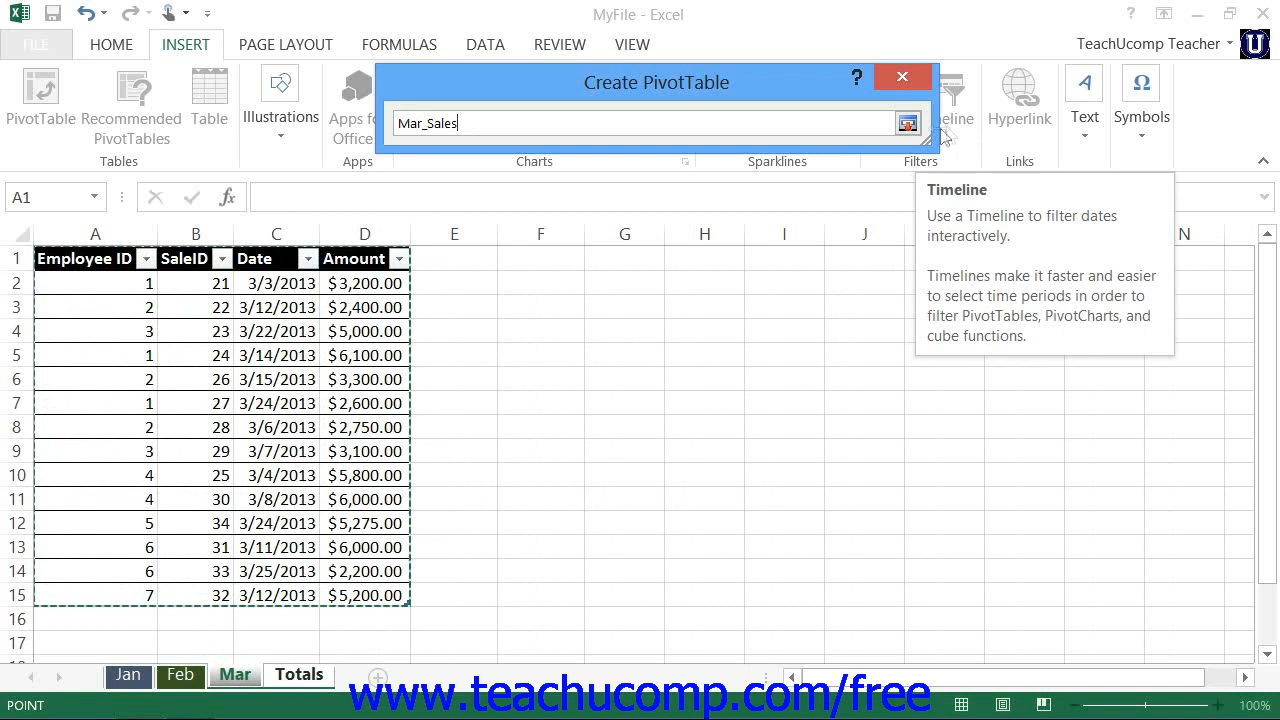 MyFile - Excel
FILE HOME INSERT PAGE LAYOUT FORMULAS DATA REVIEW VIEW TeachUcomp Teacher
PivotTable Recommended PivotTables Table Illustrations Apps for Office Hyperlink Text Symbols
Tables Apps Charts Sparklines Filters Links
Create PivotTable
Mar_Sales
A1
Timeline
Use a Timeline to filter dates
interactively.
Timelines make it faster and easier
to select time periods in order to
filter PivotTables, PivotCharts, and
cube functions.
A B C D E F G H I J N
1 Employee ID SaleID Date Amount
2 1 21 3/3/2013 $3,200.00
3 2 22 3/12/2013 $2,400.00
4 3 23 3/22/2013 $5,000.00
5 1 24 3/14/2013 $6,100.00
6 2 26 3/15/2013 $3,300.00
7 1 27 3/24/2013 $2,600.00
8 2 28 3/6/2013 $2,750.00
9 3 29 3/7/2013 $3,100.00
10 4 25 3/4/2013 $5,800.00
11 4 30 3/8/2013 $6,000.00
12 5 34 3/24/2013 $5,275.00
13 6 31 3/11/2013 $6,000.00
14 6 33 3/25/2013 $2,200.00
15 7 32 3/12/2013 $5,200.00
16
17
Jan Feb Mar Totals
www.teachucomp.com/free
POINT 100%